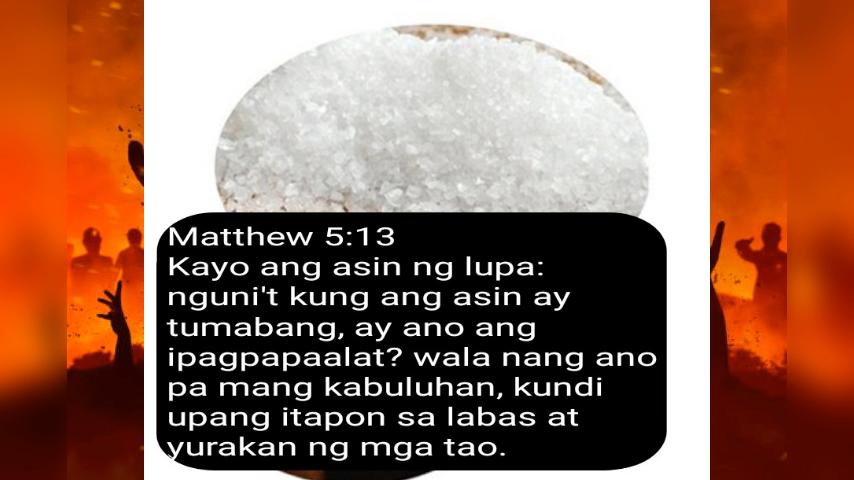 Matthew 5:13
Kayo ang asin ng lupa:
nguni't kung ang asin ay
tumabang, ay ano ang
ipagpapaalat? wala nang ano
pa mang kabuluhan, kundi
upang itapon sa labas at
yurakan ng mga tao.